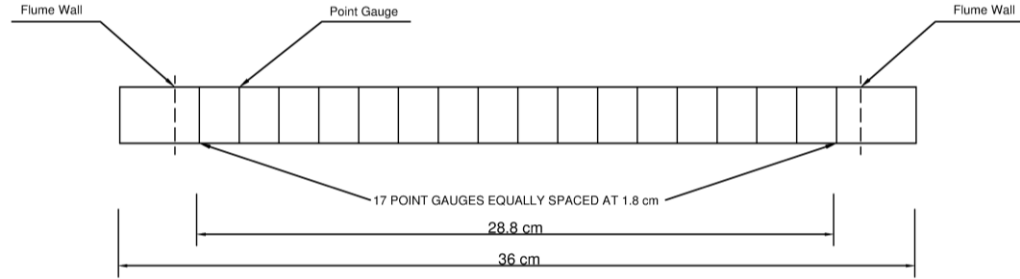 Flume Wall
Point Gauge
Flume Wall
17 POINT GAUGES EQUALLY SPACED AT 1.8 cm
28.8 cm
36 cm